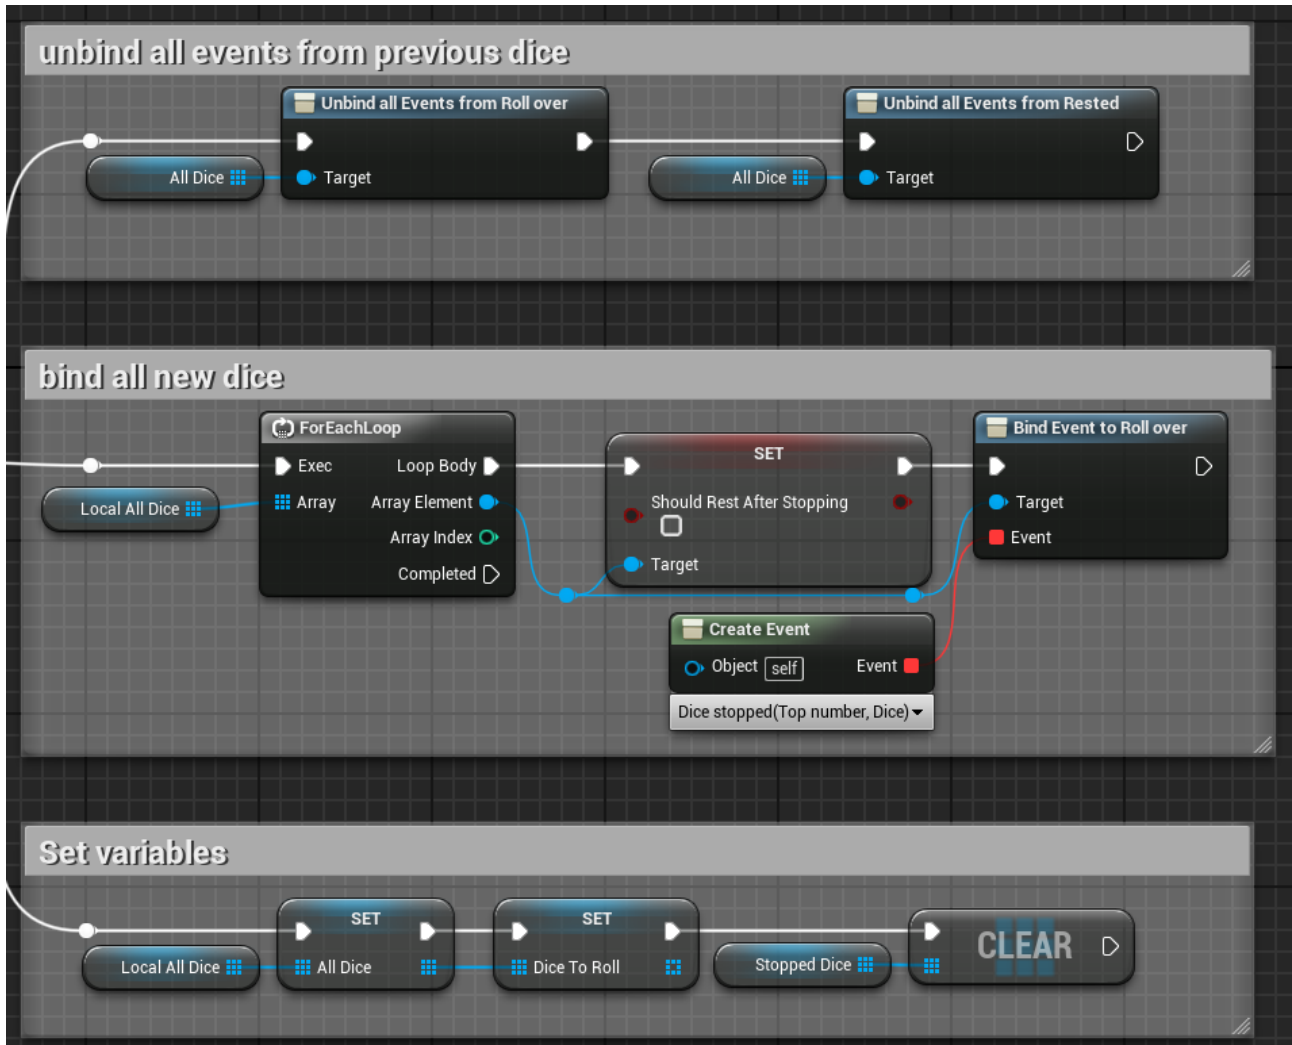 unbind all events from previous dice
Unbind all Events from Roll over
Unbind all Events from Rested
All Dice
Target
All Dice
Target
bind all new dice
ForEachLoop
Exec
Loop Body
Array
Array Element
Array Index
Completed
Local All Dice
SET
Should Rest After Stopping
Target
Bind Event to Roll over
Target
Event
Create Event
Object self
Event
Dice stopped(Top number, Dice)
Set variables
Local All Dice
SET
All Dice
SET
Dice To Roll
Stopped Dice
CLEAR